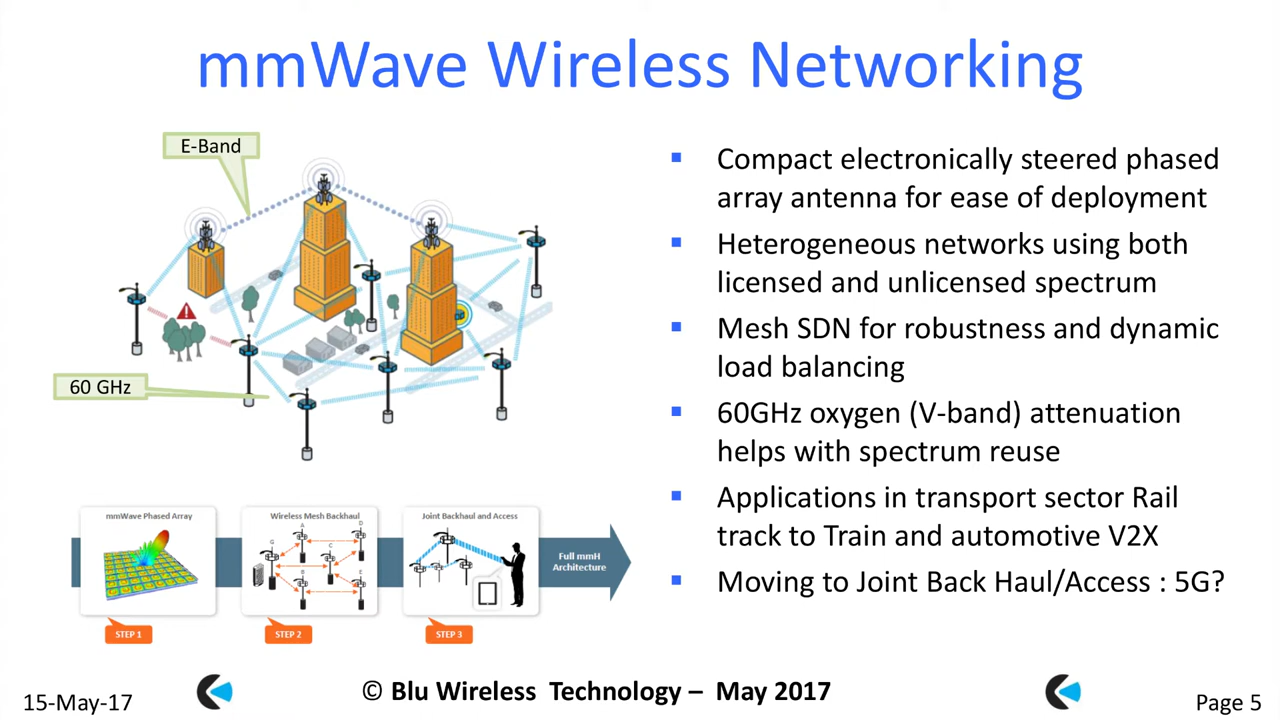 mmWave Wireless Networking
E-Band
60 GHz
Compact electronically steered phased
array antenna for ease of deployment
Heterogeneous networks using both
licensed and unlicensed spectrum
Mesh SDN for robustness and dynamic
load balancing
60GHz oxygen (V-band) attenuation
helps with spectrum reuse
Applications in transport sector Rail
track to Train and automotive V2X
Moving to Joint Back Haul/Access : 5G?
mmWave Phased Array
Wireless Mesh Backhaul
A
D
G
C
B
E
Joint Backhaul and Access
Full mmH
Architecture
STEP 1
STEP 2
STEP 3
15-May-17
© Blu Wireless Technology – May 2017
Page 5